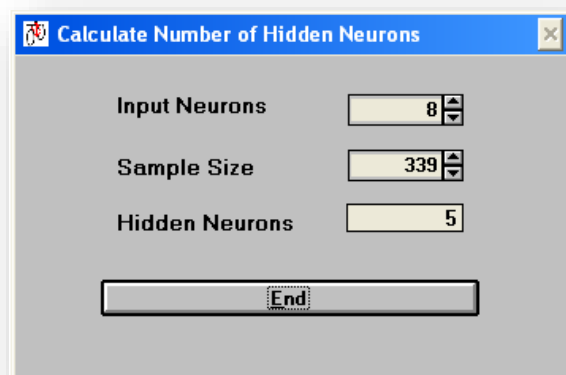 Calculate Number of Hidden Neurons
Input Neurons 8
Sample Size 339
Hidden Neurons 5
End